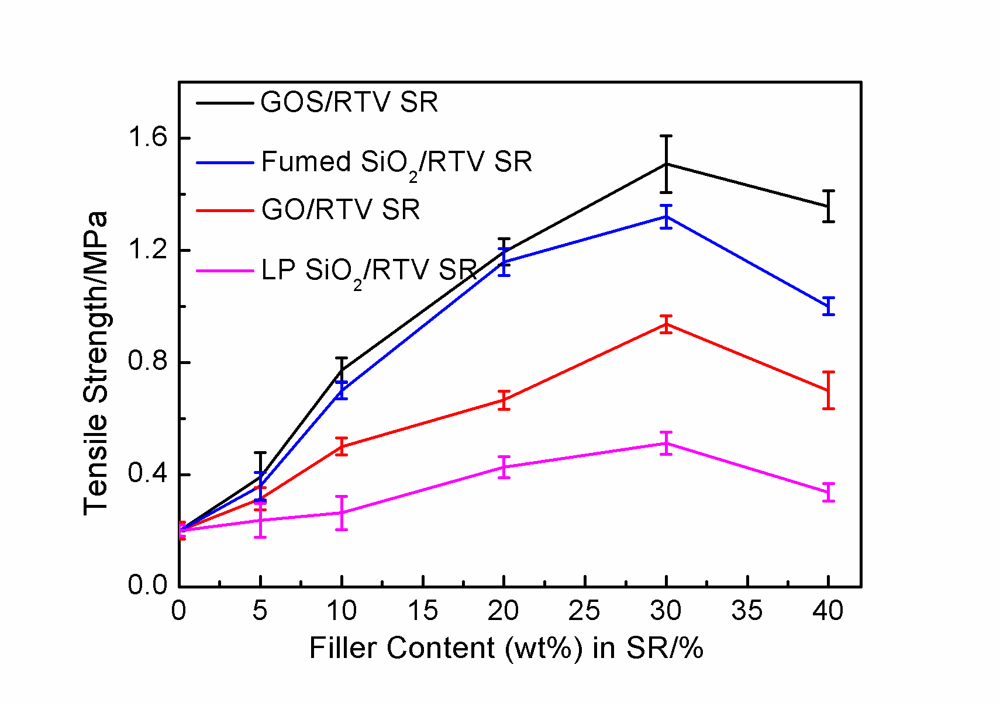 GOS/RTV SR
Fumed SiO₂/RTV SR
GO/RTV SR
LP SiO₂/RTV SR
Tensile Strength/MPa
1.6
1.2
0.8
0.4
0.0
0 5 10 15 20 25 30 35 40
Filler Content (wt%) in SR/%